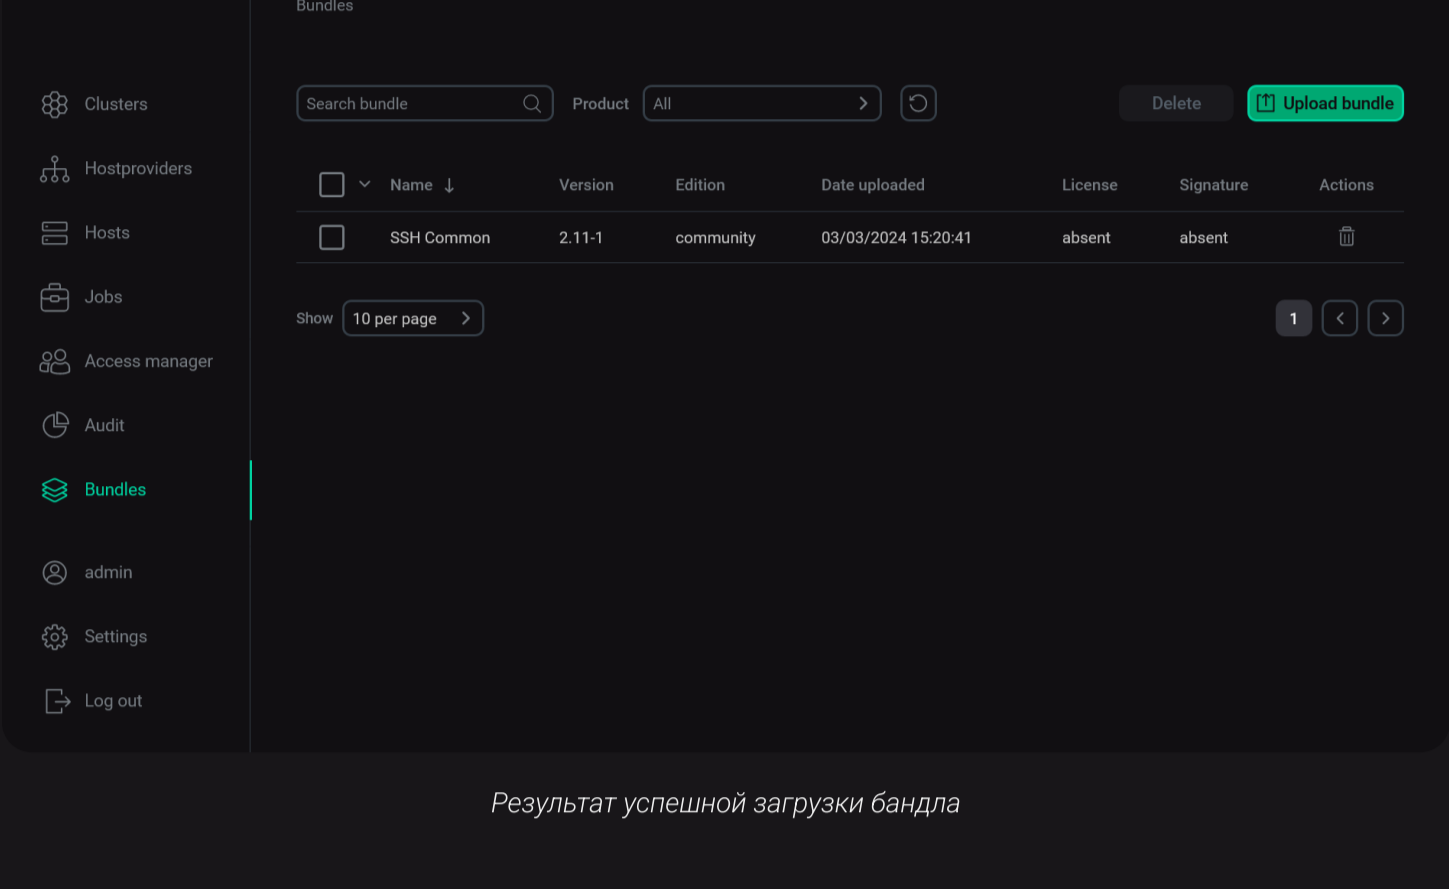 Bundles
Search bundle
Product
All
Delete
Upload bundle
Clusters
Hostproviders
Hosts
Jobs
Access manager
Audit
Bundles
admin
Settings
Log out
Name Version Edition Date uploaded License Signature Actions
SSH Common 2.11-1 community 03/03/2024 15:20:41 absent absent
Show 10 per page
1
Результат успешной загрузки бандла